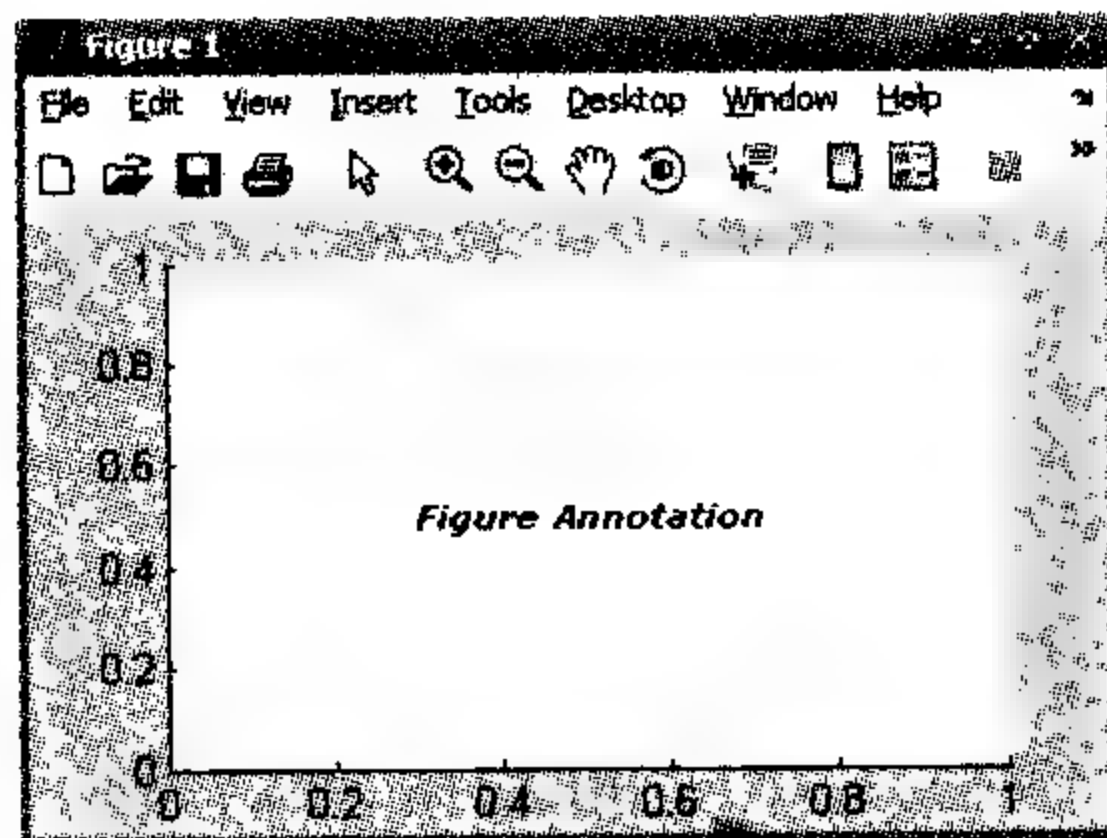 Figure 1
File Edit View Insert Tools Desktop Window Help
1
0.8
0.6
Figure Annotation
0.4
0.2
0
0 0.2 0.4 0.6 0.8 1